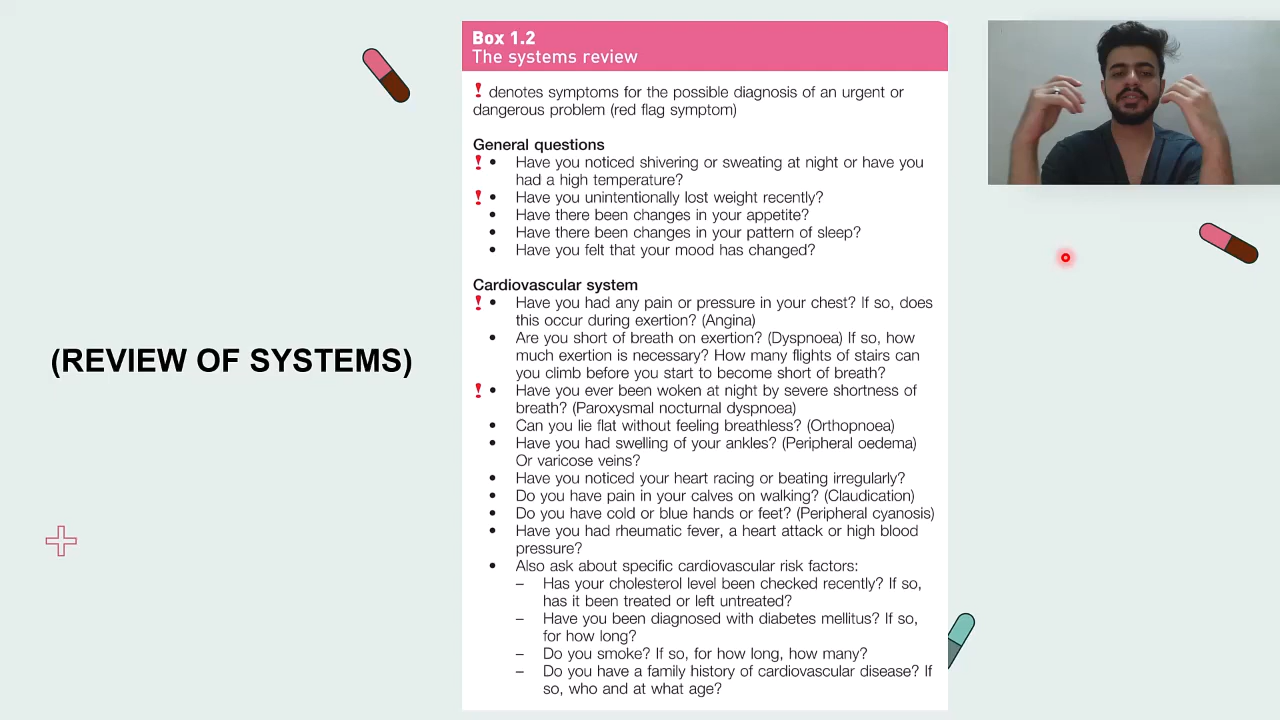 (REVIEW OF SYSTEMS)
Box 1.2
The systems review
! denotes symptoms for the possible diagnosis of an urgent or
dangerous problem (red flag symptom)
General questions
! • Have you noticed shivering or sweating at night or have you
had a high temperature?
! • Have you unintentionally lost weight recently?
• Have there been changes in your appetite?
• Have there been changes in your pattern of sleep?
• Have you felt that your mood has changed?
Cardiovascular system
! • Have you had any pain or pressure in your chest? If so, does
this occur during exertion? (Angina)
• Are you short of breath on exertion? (Dyspnoea) If so, how
much exertion is necessary? How many flights of stairs can
you climb before you start to become short of breath?
! • Have you ever been woken at night by severe shortness of
breath? (Paroxysmal nocturnal dyspnoea)
• Can you lie flat without feeling breathless? (Orthopnoea)
• Have you had swelling of your ankles? (Peripheral oedema)
Or varicose veins?
• Have you noticed your heart racing or beating irregularly?
• Do you have pain in your calves on walking? (Claudication)
• Do you have cold or blue hands or feet? (Peripheral cyanosis)
• Have you had rheumatic fever, a heart attack or high blood
pressure?
• Also ask about specific cardiovascular risk factors:
– Has your cholesterol level been checked recently? If so,
has it been treated or left untreated?
– Have you been diagnosed with diabetes mellitus? If so,
for how long?
– Do you smoke? If so, for how long, how many?
– Do you have a family history of cardiovascular disease? If
so, who and at what age?